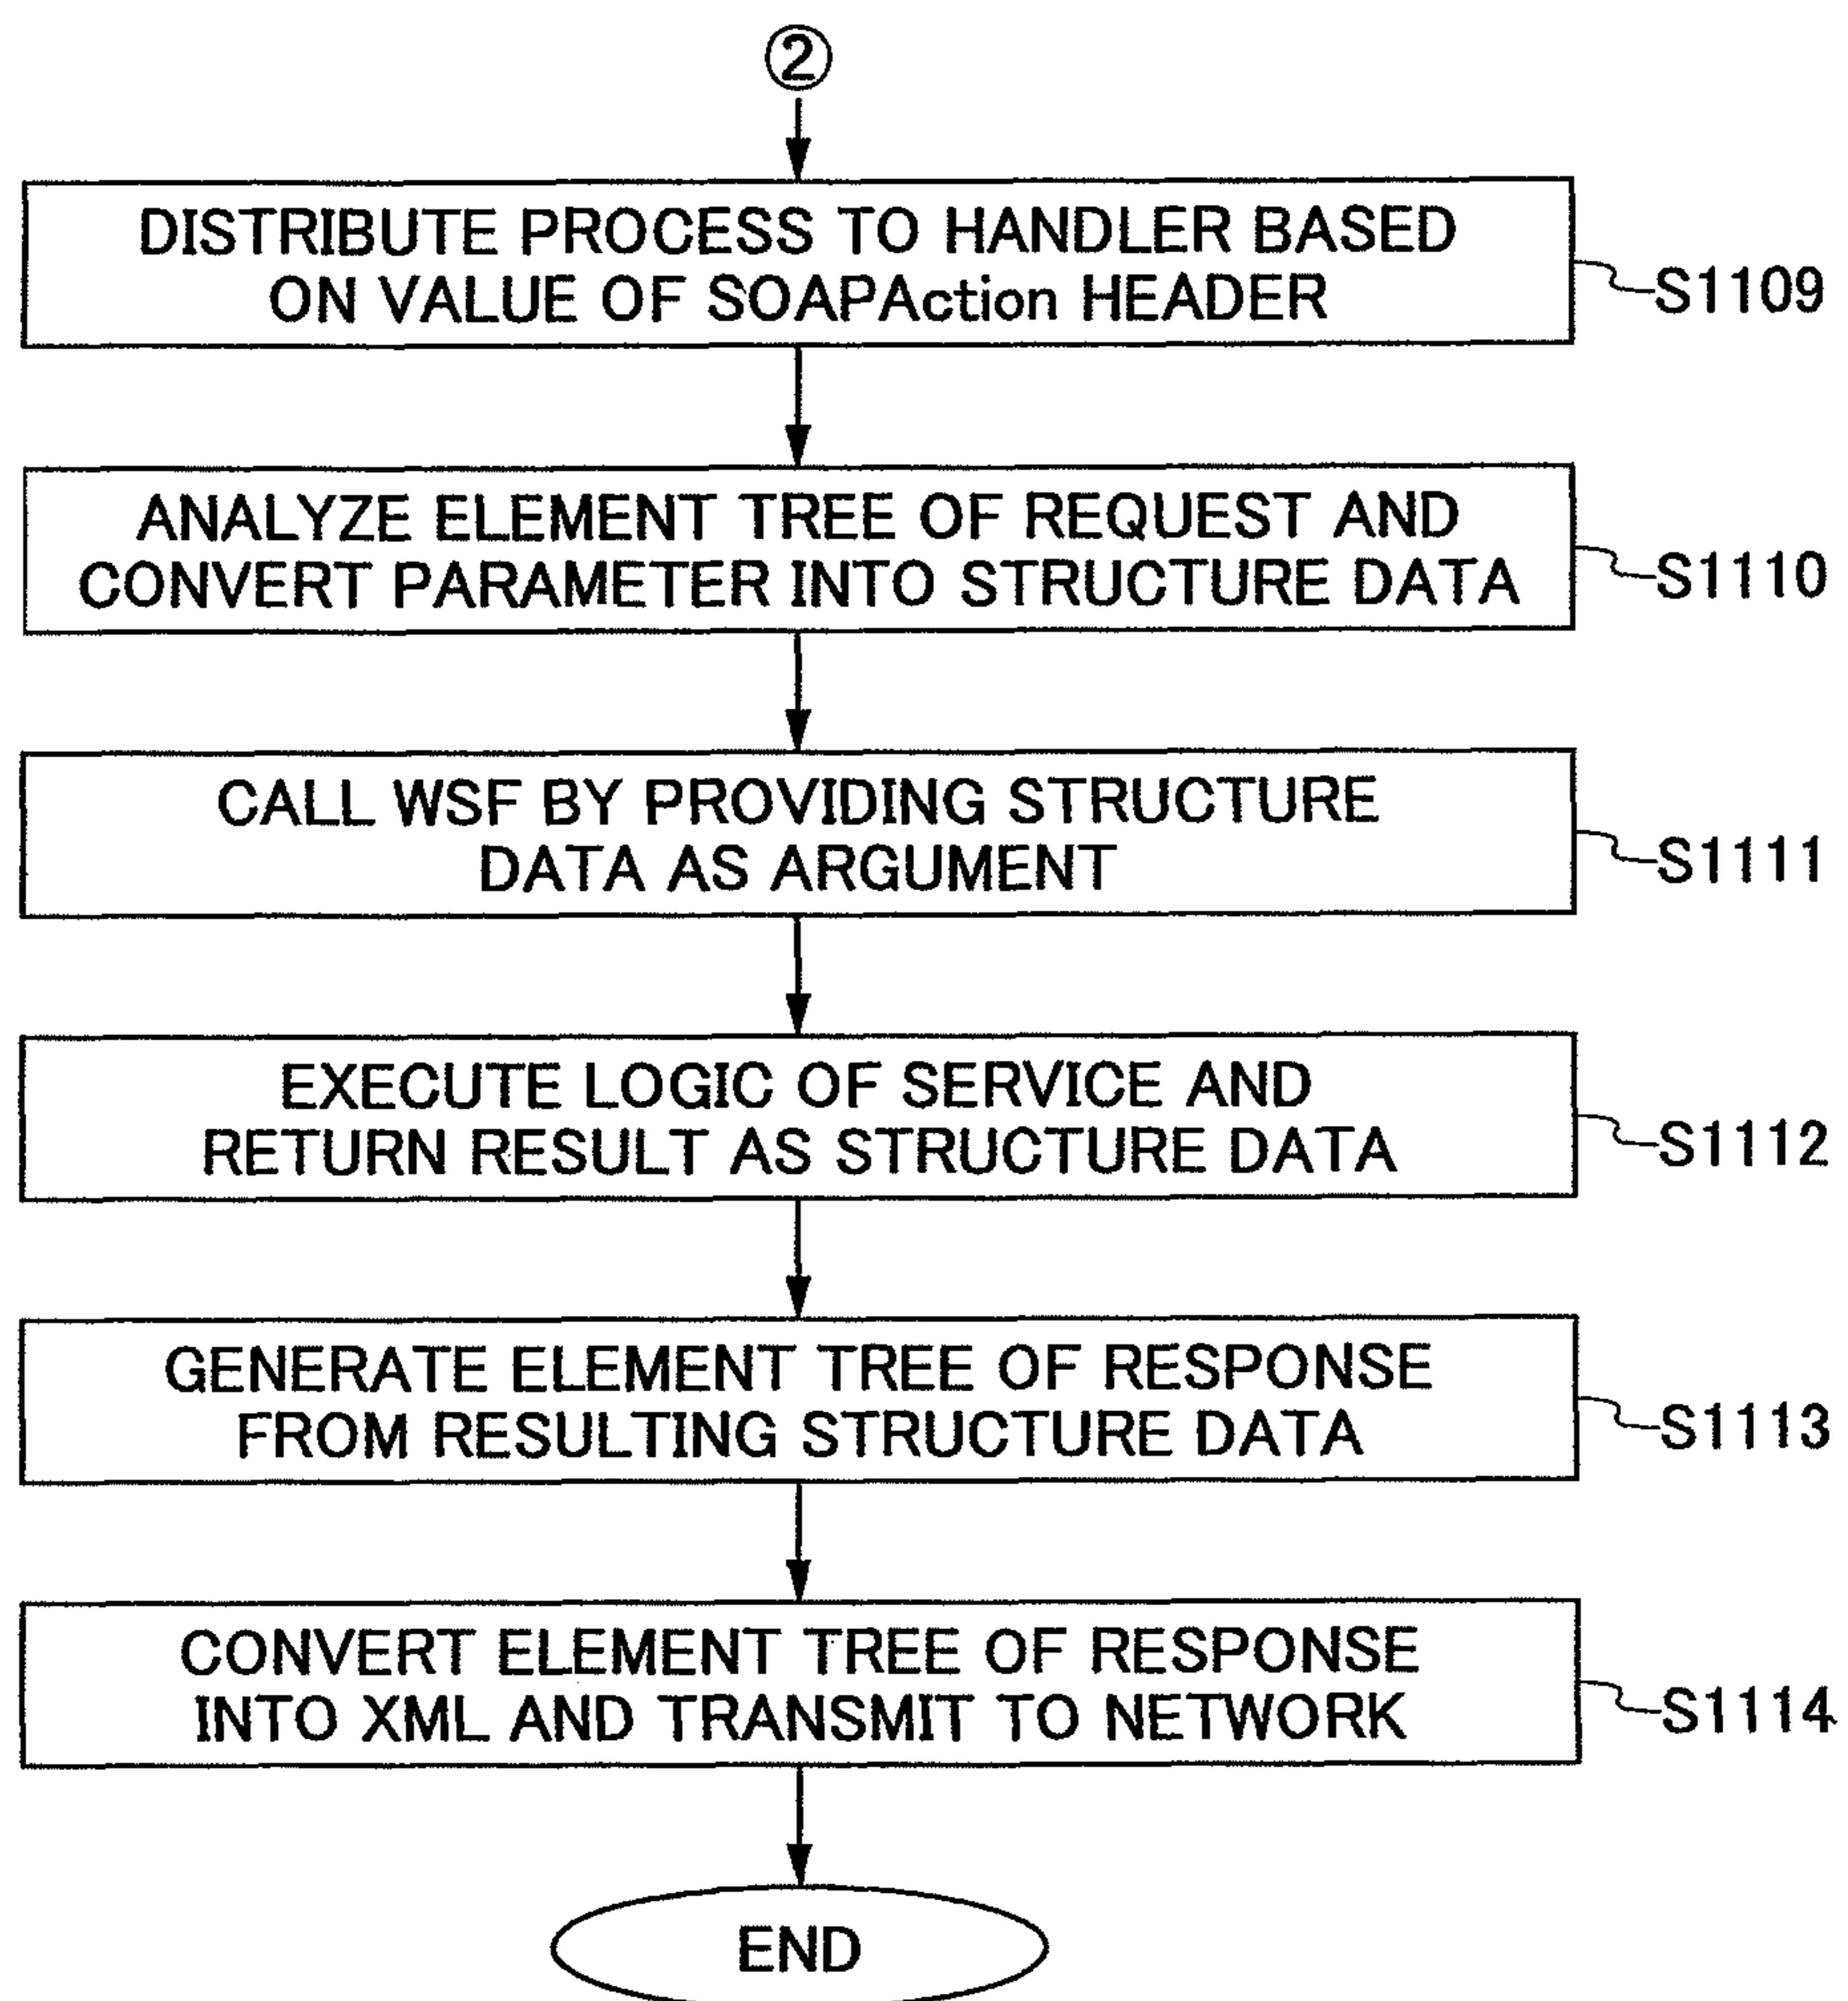 ②
DISTRIBUTE PROCESS TO HANDLER BASED
ON VALUE OF SOAPAction HEADER
S1109
ANALYZE ELEMENT TREE OF REQUEST AND
CONVERT PARAMETER INTO STRUCTURE DATA
S1110
CALL WSF BY PROVIDING STRUCTURE
DATA AS ARGUMENT
S1111
EXECUTE LOGIC OF SERVICE AND
RETURN RESULT AS STRUCTURE DATA
S1112
GENERATE ELEMENT TREE OF RESPONSE
FROM RESULTING STRUCTURE DATA
S1113
CONVERT ELEMENT TREE OF RESPONSE
INTO XML AND TRANSMIT TO NETWORK
S1114
END